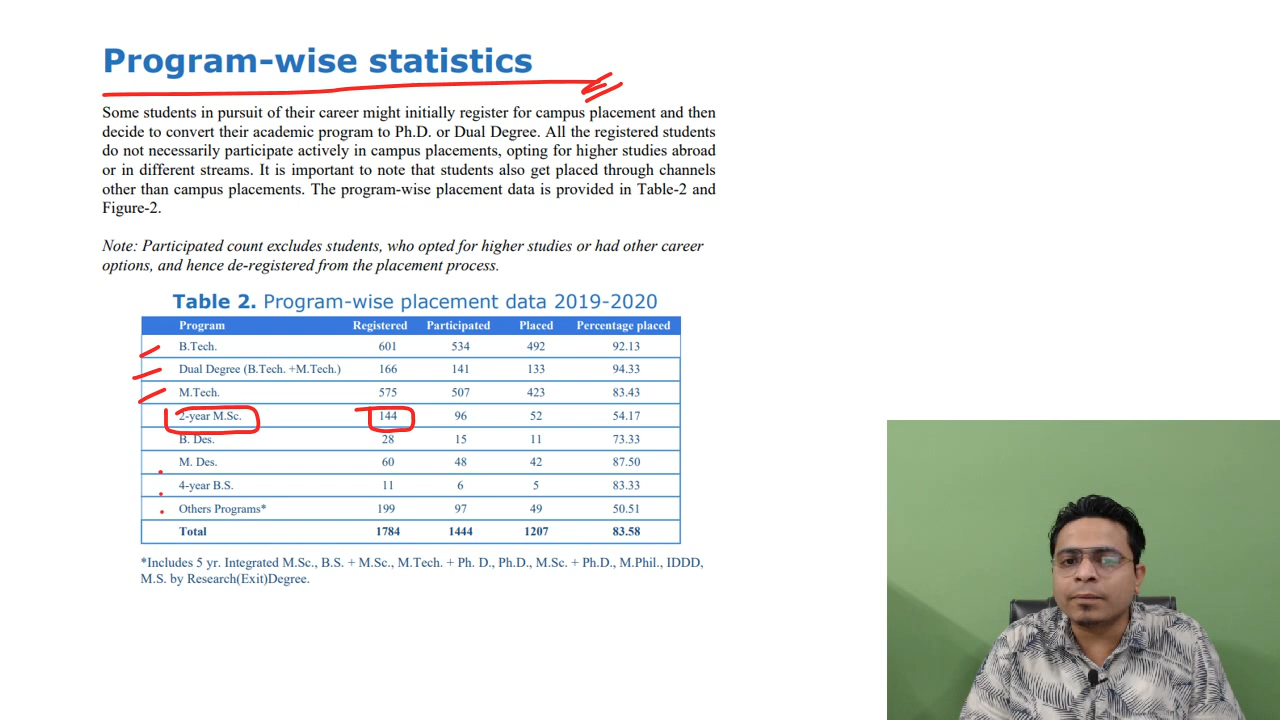 Program-wise statistics
Some students in pursuit of their career might initially register for campus placement and then
decide to convert their academic program to Ph.D. or Dual Degree. All the registered students
do not necessarily participate actively in campus placements, opting for higher studies abroad
or in different streams. It is important to note that students also get placed through channels
other than campus placements. The program-wise placement data is provided in Table-2 and
Figure-2.
Note: Participated count excludes students, who opted for higher studies or had other career
options, and hence de-registered from the placement process.
Table 2. Program-wise placement data 2019-2020
Program Registered Participated Placed Percentage placed
B.Tech. 601 534 492 92.13
Dual Degree (B.Tech. +M.Tech.) 166 141 133 94.33
M.Tech. 575 507 423 83.43
2-year M.Sc. 144 96 52 54.17
B. Des. 28 15 11 73.33
M. Des. 60 48 42 87.50
4-year B.S. 11 6 5 83.33
Others Programs* 199 97 49 50.51
Total 1784 1444 1207 83.58
*Includes 5 yr. Integrated M.Sc., B.S. + M.Sc., M.Tech. + Ph. D., Ph.D., M.Sc. + Ph.D., M.Phil., IDDD,
M.S. by Research(Exit)Degree.